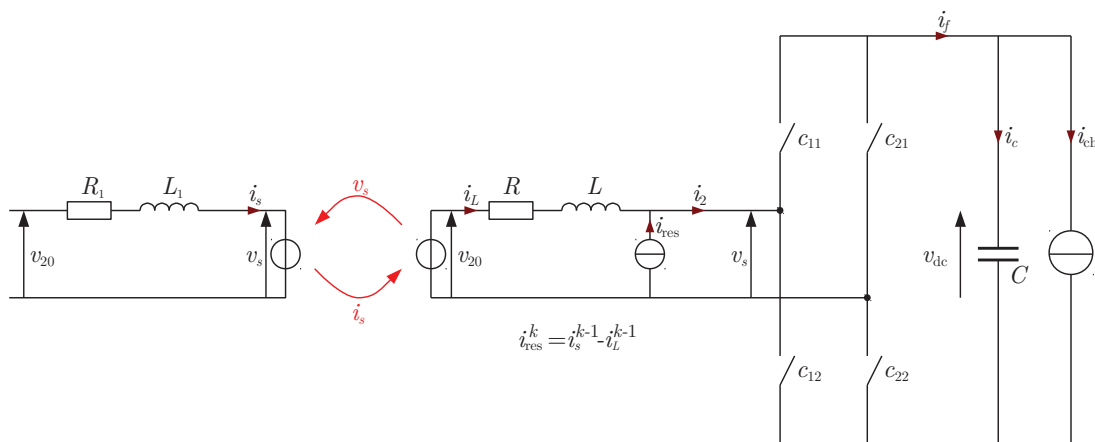 i_f
c_11
c_21
i_c
i_ch
R_1
L_1
i_s
v_s
i_L
R
L
i_2
i_res
v_20
v_s
v_20
v_s
v_dc
C
i_s
i_res^k=i_s^k-1-i_L^k-1
c_12
c_22